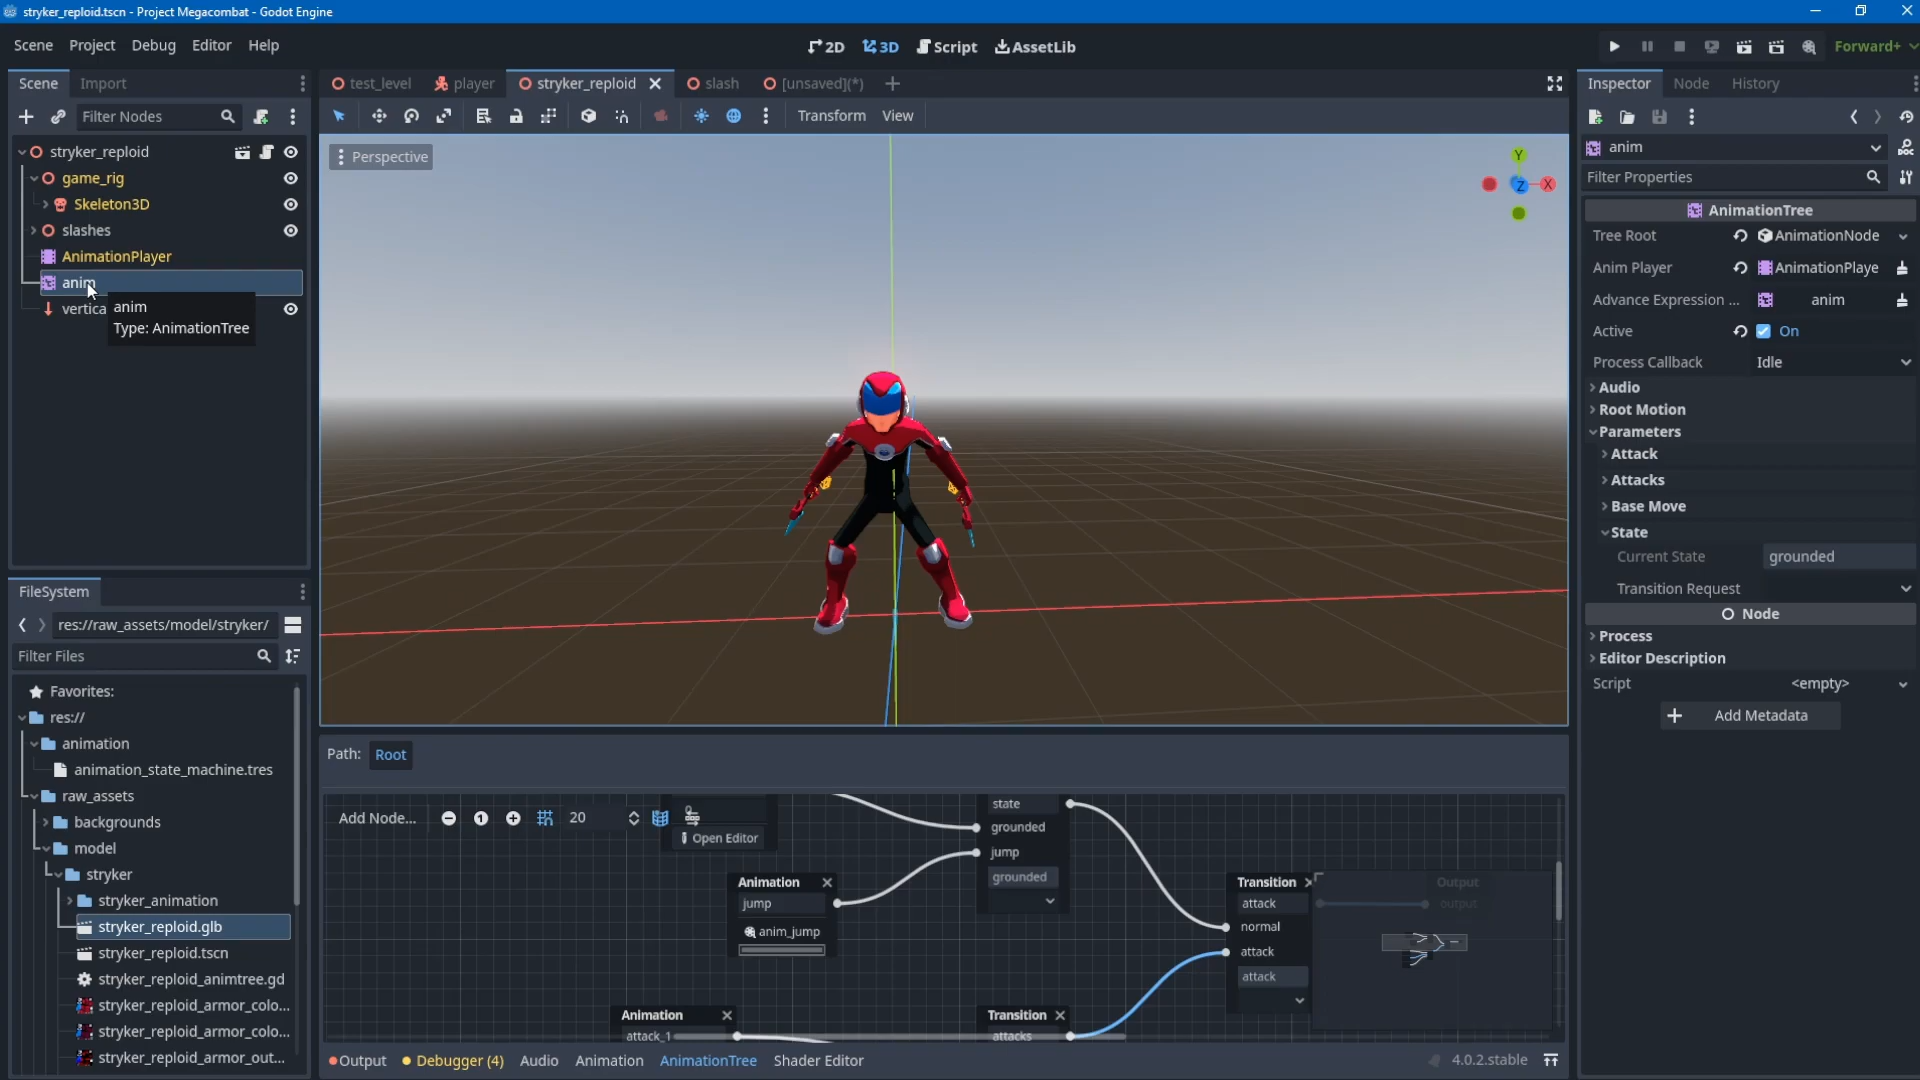 stryker_reploid.tscn - Project Megacombat - Godot Engine
Scene Project Debug Editor Help
2D 3D Script AssetLib
Forward+
Scene Import
test_level player stryker_reploid slash [unsaved](*)
Inspector Node History
Filter Nodes
Transform View
stryker_reploid
game_rig
Skeleton3D
slashes
AnimationPlayer
anim
vertica
anim
Type: AnimationTree
Perspective
Y
Z
X
anim
Filter Properties
AnimationTree
Tree Root AnimationNode
Anim Player AnimationPlaye
Advance Expression ... anim
Active On
Process Callback Idle
Audio
Root Motion
Parameters
Attack
Attacks
Base Move
State
Current State grounded
Transition Request
Node
Process
Editor Description
Script <empty>
Add Metadata
FileSystem
res://raw_assets/model/stryker/
Filter Files
Favorites:
res://
animation
animation_state_machine.tres
raw_assets
backgrounds
model
stryker
stryker_animation
stryker_reploid.glb
stryker_reploid.tscn
stryker_reploid_animtree.gd
stryker_reploid_armor_colo...
stryker_reploid_armor_colo...
stryker_reploid_armor_out...
Path: Root
Add Node... 1 20
Open Editor
state
grounded
jump
grounded
Animation
jump
anim_jump
Transition
attack
normal
attack
attack
Output
output
Animation
attack_1
Transition
attacks
Output Debugger (4) Audio Animation AnimationTree Shader Editor
4.0.2.stable